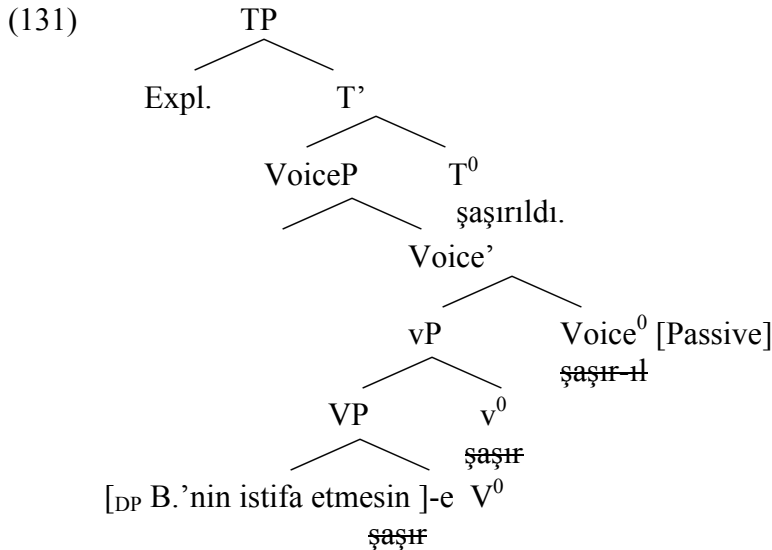 (131) TP
Expl. T’
VoiceP T⁰
şaşırıldı.
Voice’
vP Voice⁰ [Passive]
şaşır-ıl
VP v⁰
şaşır
[DP B.’nin istifa etmesin ]-e V⁰
şaşır